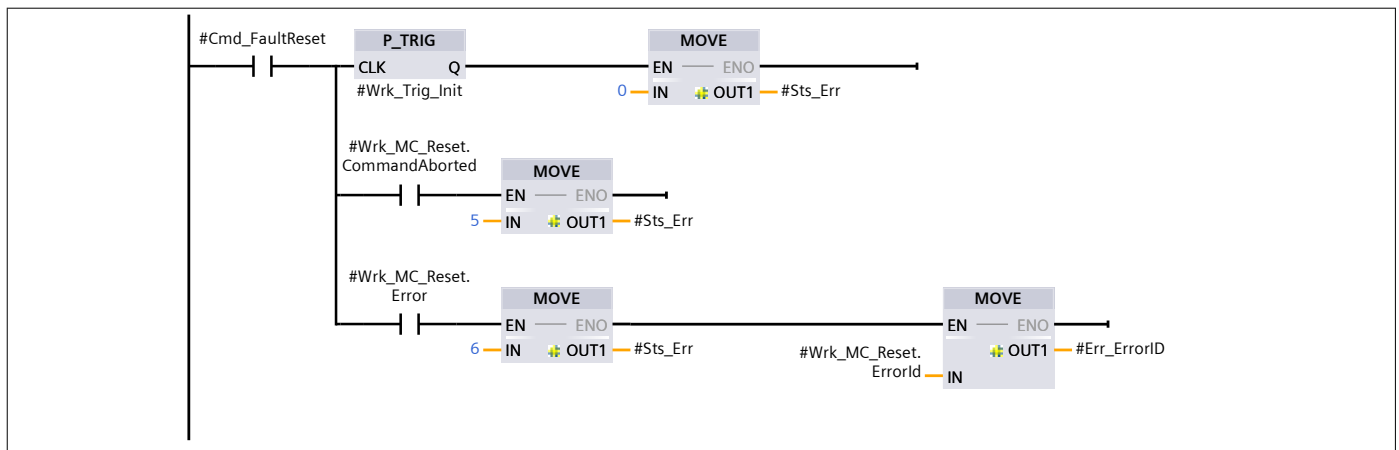 #Cmd_FaultReset
P_TRIG
MOVE
CLK Q
EN ENO
#Wrk_Trig_Init
0 IN OUT1 #Sts_Err
#Wrk_MC_Reset.
CommandAborted
MOVE
EN ENO
5 IN OUT1 #Sts_Err
#Wrk_MC_Reset.
Error
MOVE
MOVE
EN ENO
EN ENO
6 IN OUT1 #Sts_Err
#Wrk_MC_Reset.
ErrorId
OUT1 #Err_ErrorID
IN